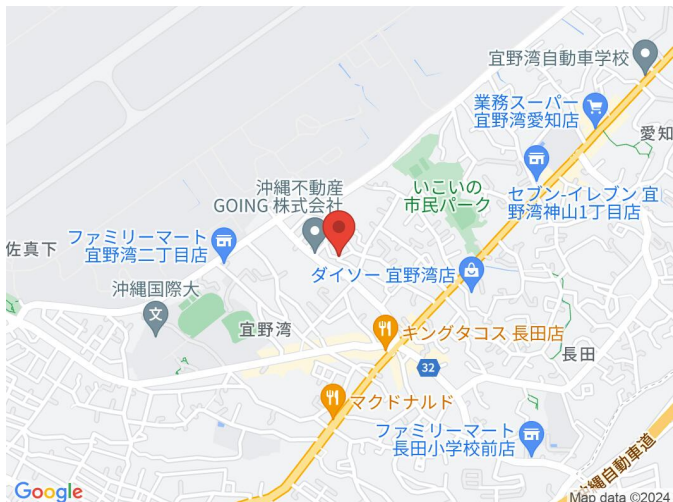 宜野湾自動車学校
業務スーパー
宜野湾愛知店
愛知
沖縄不動産
GOING 株式会社
いこいの
市民パーク
セブン-イレブン 宜
野湾神山1丁目店
佐真下
ファミリーマート
宜野湾二丁目店
ダイソー 宜野湾店
沖縄国際大
文
宜野湾
キングタコス 長田店
長田
32
マクドナルド
ファミリーマート
長田小学校前店
沖縄自動車道
Google
Map data ©2024